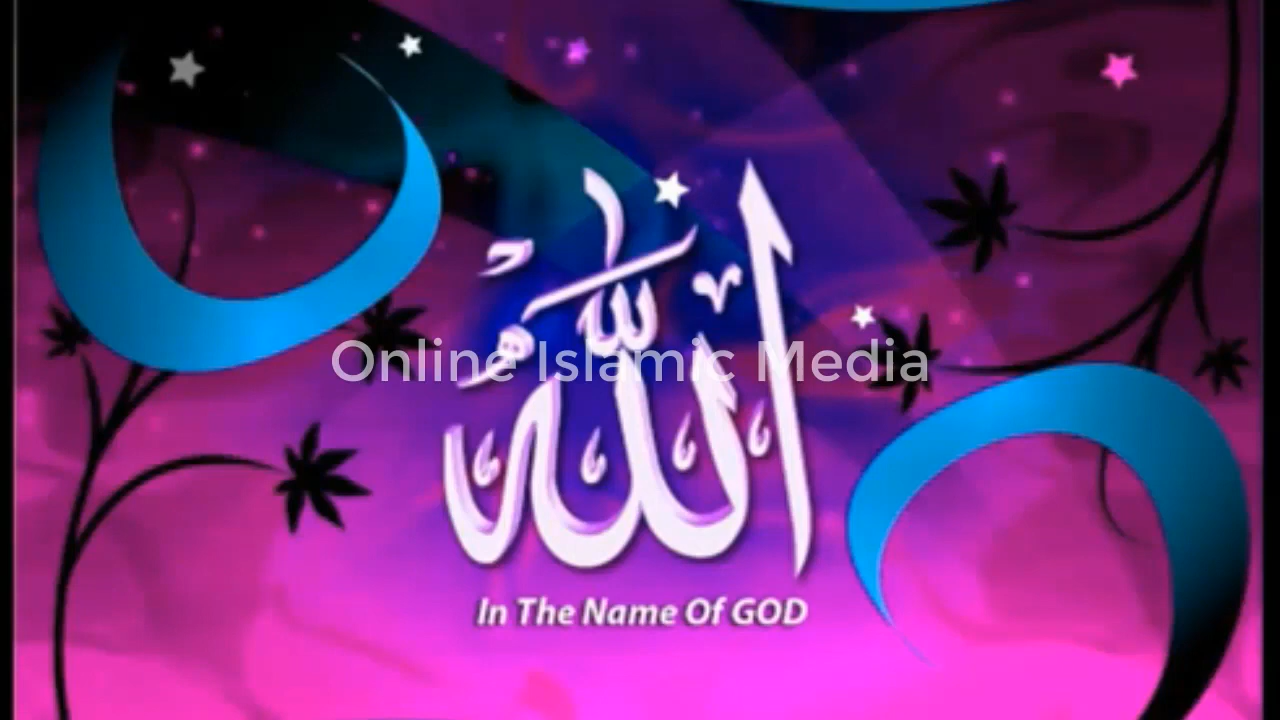 الله
Online Islamic Media
In The Name Of GOD